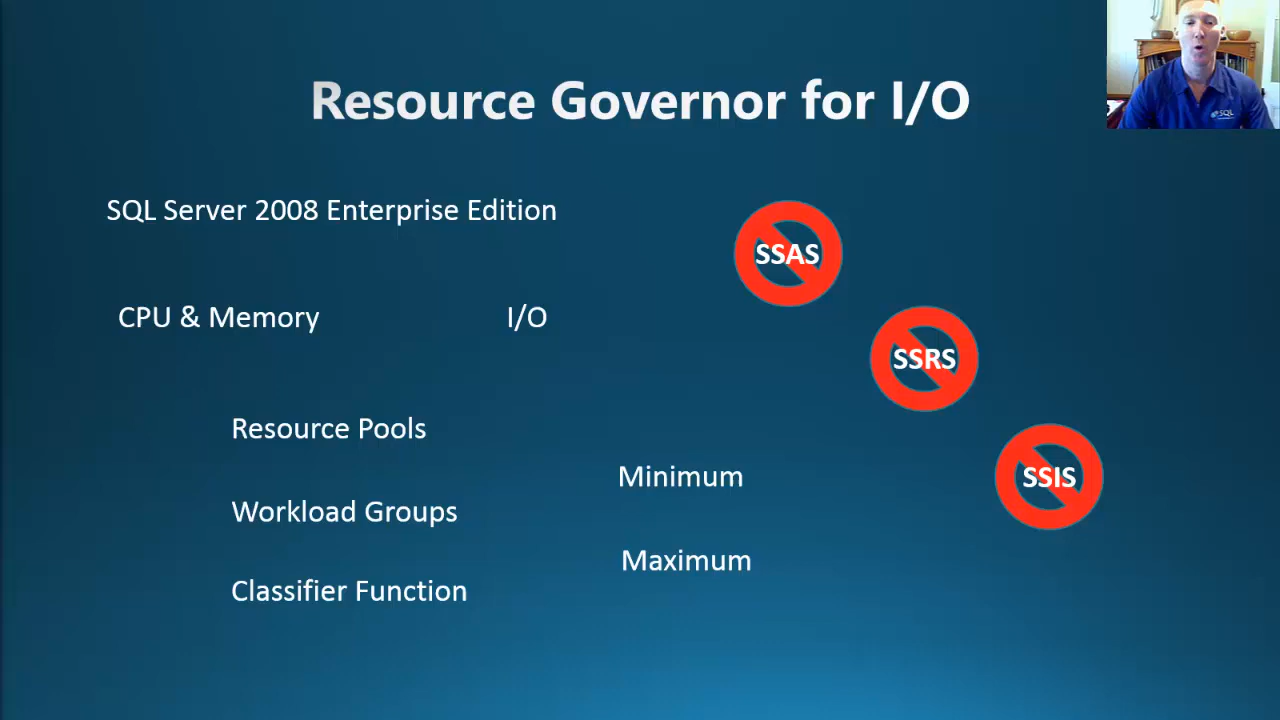 Resource Governor for I/O
SQL Server 2008 Enterprise Edition
SSAS
CPU & Memory
I/O
SSRS
Resource Pools
Minimum
SSIS
Workload Groups
Maximum
Classifier Function
SQL